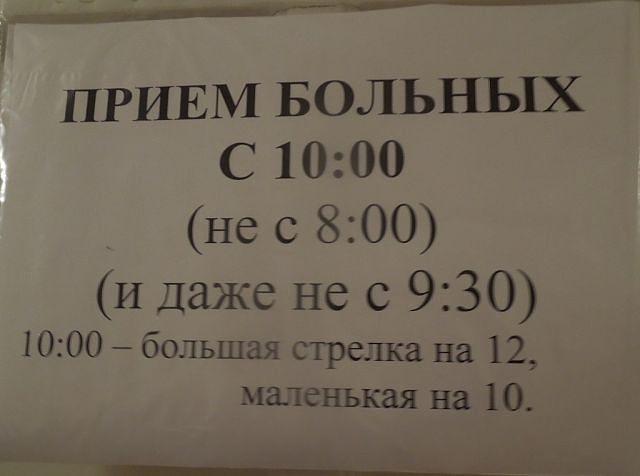 ПРИЕМ БОЛЬНЫХ
С 10:00
(не с 8:00)
(и даже не с 9:30)
10:00 – большая стрелка на 12,
маленькая на 10.